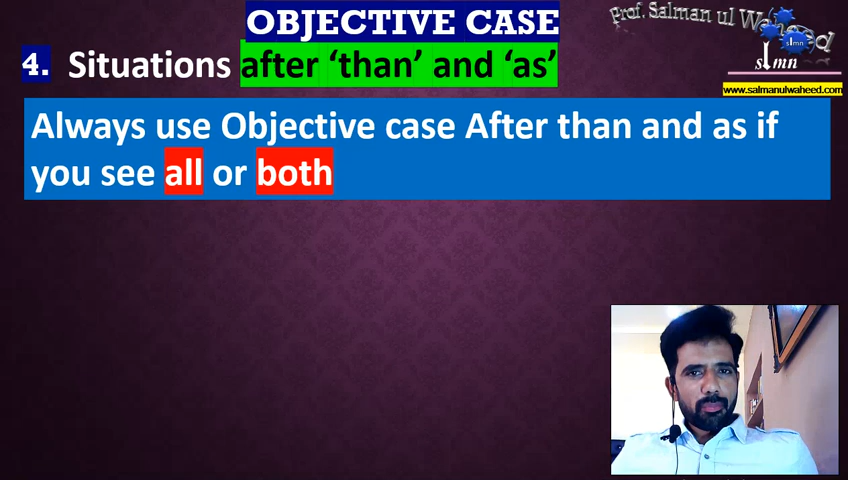 OBJECTIVE CASE
Prof. Salman ul Waheed
slmn
slmn
www.salmanulwaheed.com
4. Situations after ‘than’ and ‘as’
Always use Objective case After than and as if
you see all or both